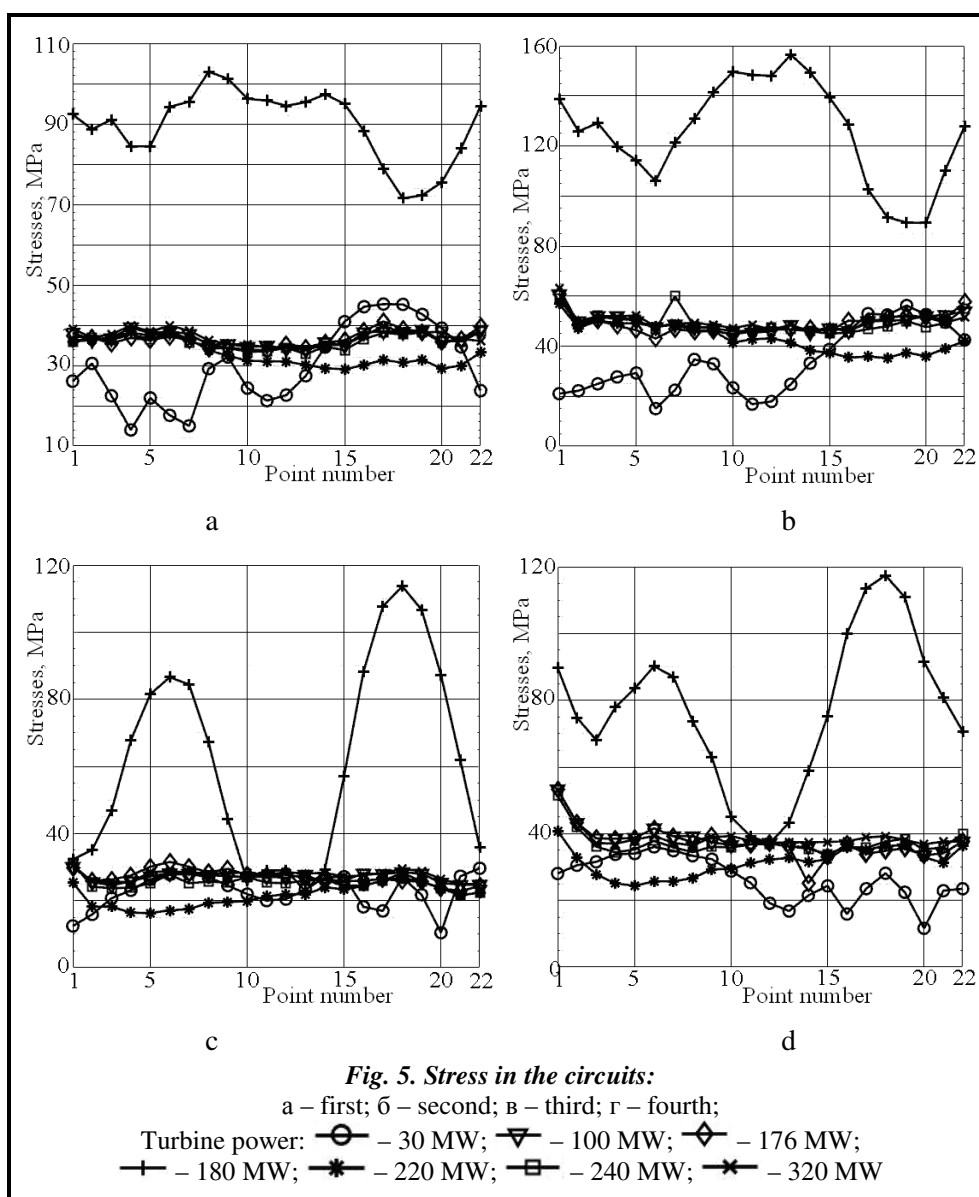 110
90
70
50
30
10
Stresses, MPa
1 5 10 15 20 22
Point number
a
160
120
80
40
0
Stresses, MPa
1 5 10 15 20 22
Point number
b
120
80
40
0
Stresses, MPa
1 5 10 15 20 22
Point number
c
120
80
40
0
Stresses, MPa
1 5 10 15 20 22
Point number
d
Fig. 5. Stress in the circuits:
а – first; б – second; в – third; г – fourth;
Turbine power: – 30 MW; – 100 MW; – 176 MW;
– 180 MW; – 220 MW; – 240 MW; – 320 MW